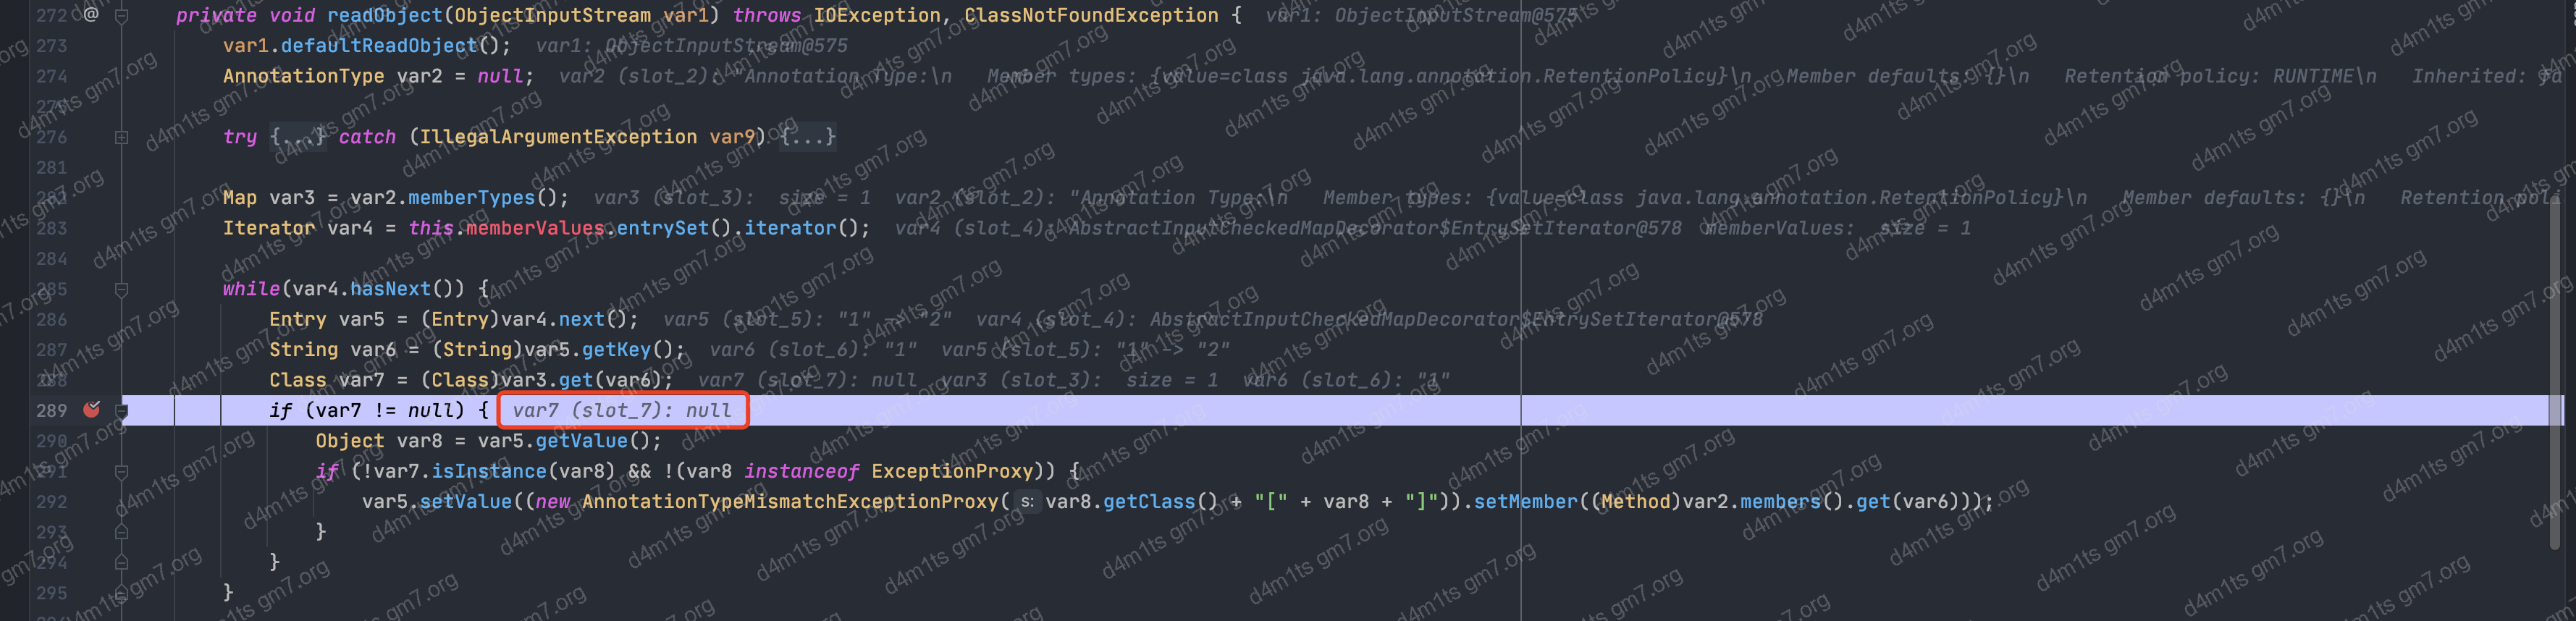 272 @ private void readObject(ObjectInputStream var1) throws IOException, ClassNotFoundException { var1: ObjectInputStream@575
273 var1.defaultReadObject(); var1: ObjectInputStream@575
274 AnnotationType var2 = null; var2 (slot_2): "Annotation Type:\n Member types: {value=class java.lang.annotation.RetentionPolicy}\n Member defaults: {}\n Retention policy: RUNTIME\n Inherited: fa
275
276 try {...} catch (IllegalArgumentException var9) {...}
281
282 Map var3 = var2.memberTypes(); var3 (slot_3): size = 1 var2 (slot_2): "Annotation Type:\n Member types: {value=class java.lang.annotation.RetentionPolicy}\n Member defaults: {}\n Retention poli
283 Iterator var4 = this.memberValues.entrySet().iterator(); var4 (slot_4): AbstractInputCheckedMapDecorator$EntrySetIterator@578 memberValues: size = 1
284
285 while(var4.hasNext()) {
286 Entry var5 = (Entry)var4.next(); var5 (slot_5): "1" -> "2" var4 (slot_4): AbstractInputCheckedMapDecorator$EntrySetIterator@578
287 String var6 = (String)var5.getKey(); var6 (slot_6): "1" var5 (slot_5): "1" -> "2"
288 Class var7 = (Class)var3.get(var6); var7 (slot_7): null var3 (slot_3): size = 1 var6 (slot_6): "1"
289 if (var7 != null) { var7 (slot_7): null
290 Object var8 = var5.getValue();
291 if (!var7.isInstance(var8) && !(var8 instanceof ExceptionProxy)) {
292 var5.setValue((new AnnotationTypeMismatchExceptionProxy( s: var8.getClass() + "[" + var8 + "]")).setMember((Method)var2.members().get(var6)));
293 }
294 }
295 }
d4m1ts gm7.org